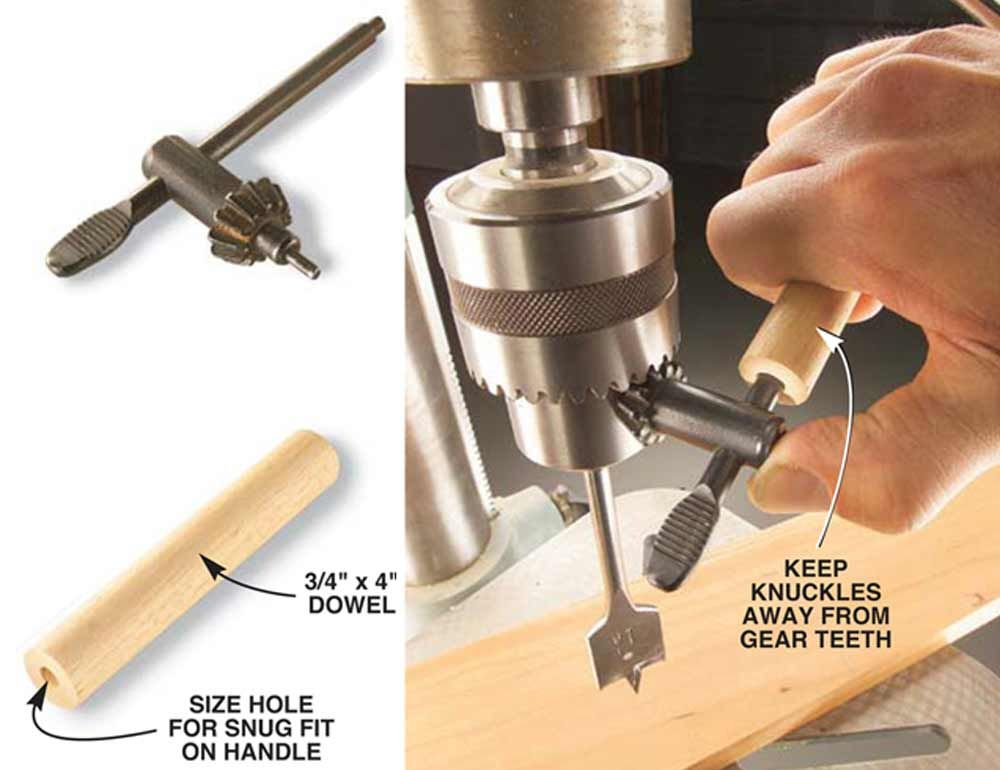 3/4" x 4"
DOWEL
SIZE HOLE
FOR SNUG FIT
ON HANDLE
KEEP
KNUCKLES
AWAY FROM
GEAR TEETH